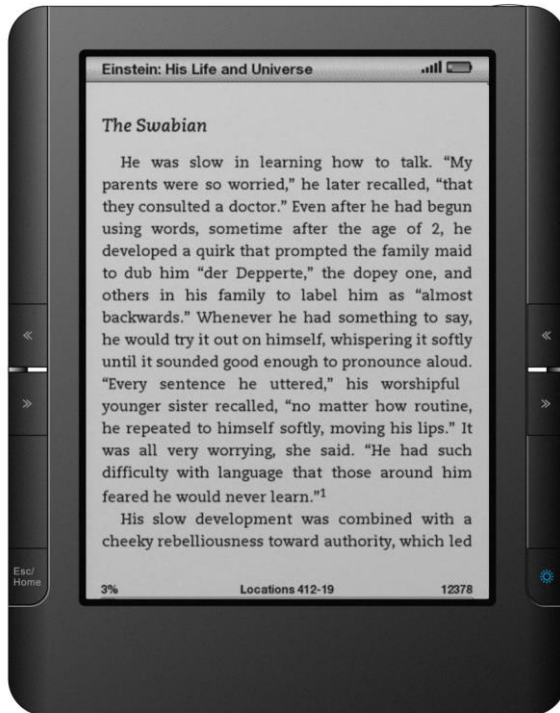 Einstein: His Life and Universe
The Swabian
He was slow in learning how to talk. “My
parents were so worried,” he later recalled, “that
they consulted a doctor.” Even after he had begun
using words, sometime after the age of 2, he
developed a quirk that prompted the family maid
to dub him “der Depperte,” the dopey one, and
others in his family to label him as “almost
backwards.” Whenever he had something to say,
he would try it out on himself, whispering it softly
until it sounded good enough to pronounce aloud.
“Every sentence he uttered,” his worshipful
younger sister recalled, “no matter how routine,
he repeated to himself softly, moving his lips.” It
was all very worrying, she said. “He had such
difficulty with language that those around him
feared he would never learn.”1
His slow development was combined with a
cheeky rebelliousness toward authority, which led
3% Locations 412-19 12378
«
»
Esc/
Home
«
»